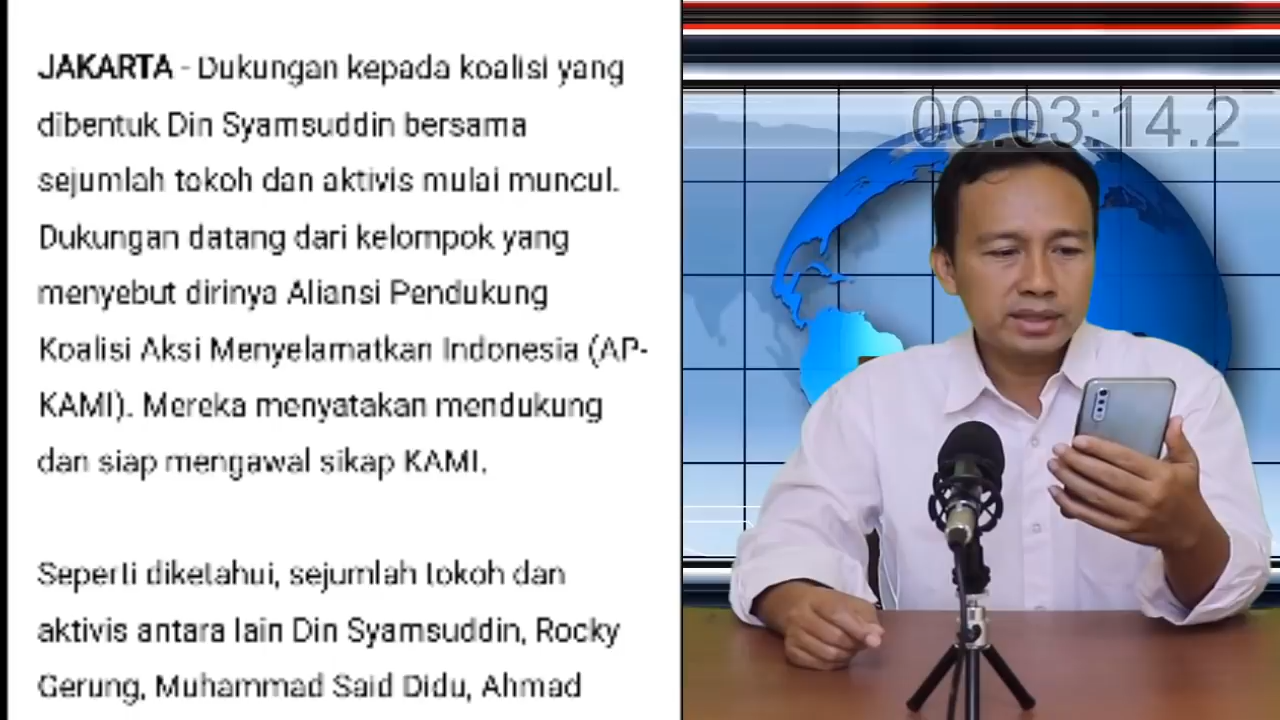 JAKARTA - Dukungan kepada koalisi yang
dibentuk Din Syamsuddin bersama
sejumlah tokoh dan aktivis mulai muncul.
Dukungan datang dari kelompok yang
menyebut dirinya Aliansi Pendukung
Koalisi Aksi Menyelamatkan Indonesia (AP-
KAMI). Mereka menyatakan mendukung
dan siap mengawal sikap KAMI.
Seperti diketahui, sejumlah tokoh dan
aktivis antara lain Din Syamsuddin, Rocky
Gerung, Muhammad Said Didu, Ahmad
00:03:14.2